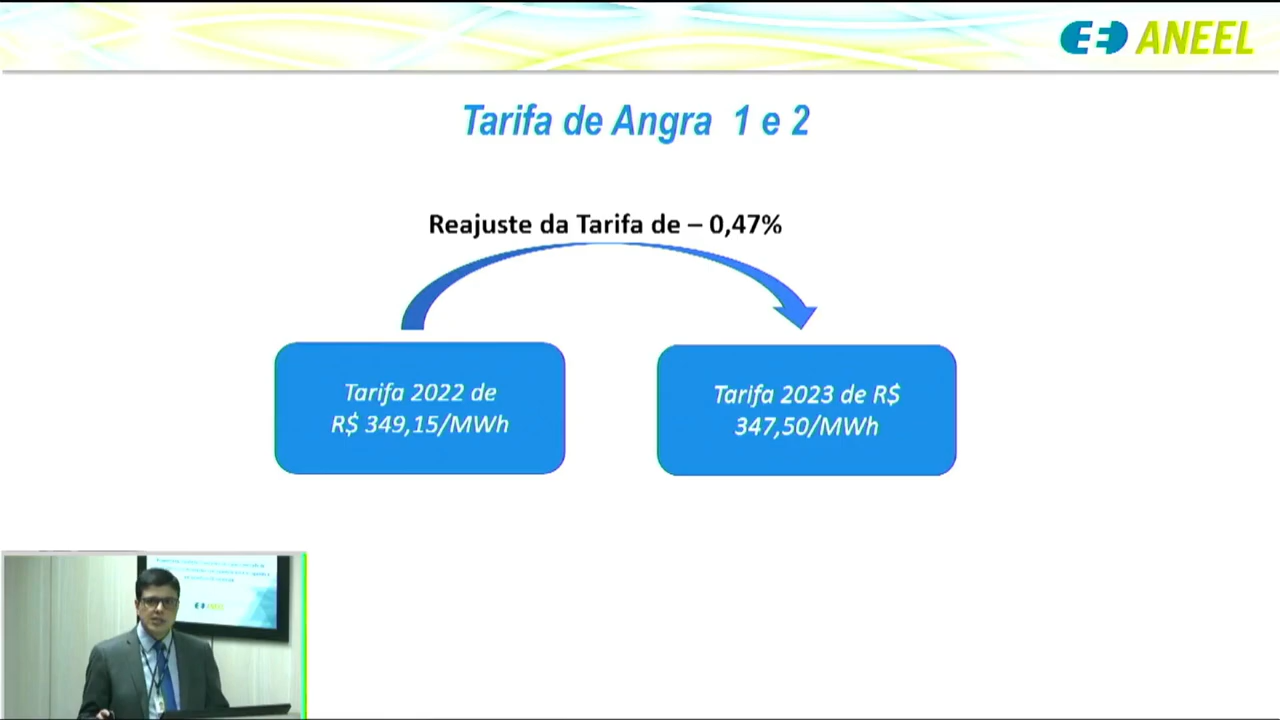 ANEEL
Tarifa de Angra 1 e 2
Reajuste da Tarifa de – 0,47%
Tarifa 2022 de
R$ 349,15/MWh
Tarifa 2023 de R$
347,50/MWh
ANEEL